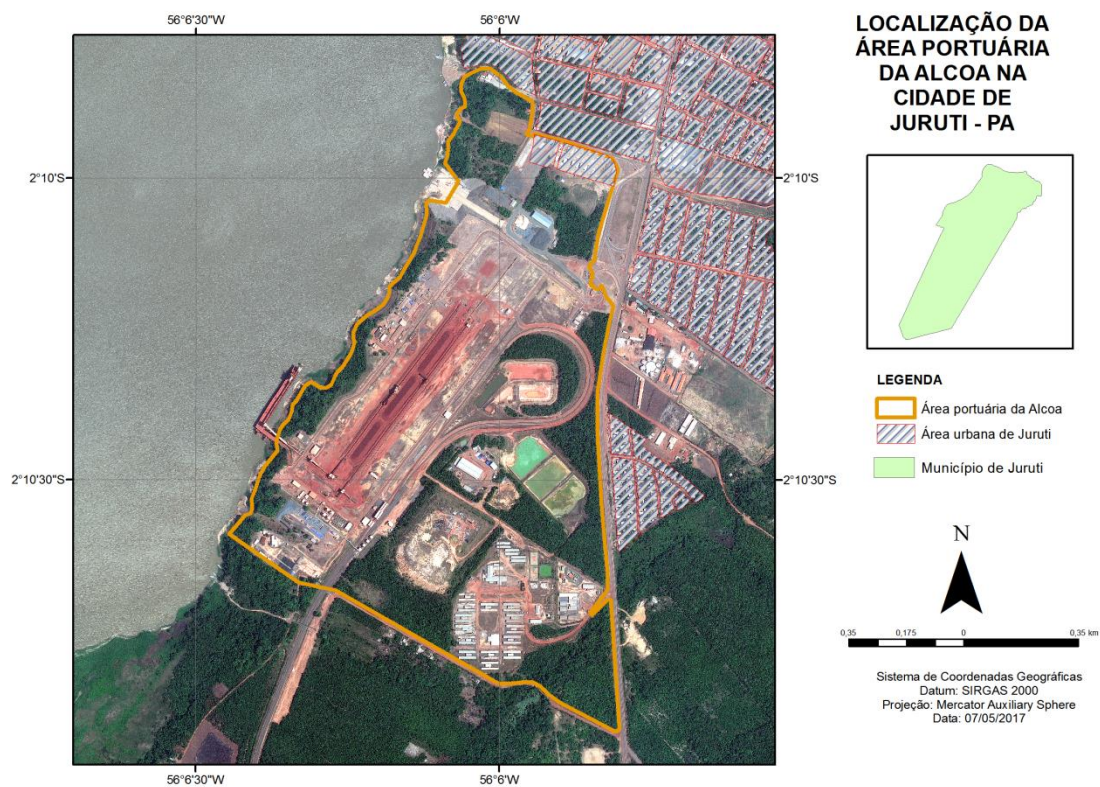 56°6'30"W
56°6'W
2°10'S
2°10'S
2°10'30"S
2°10'30"S
56°6'30"W
56°6'W
LOCALIZAÇÃO DA
ÁREA PORTUÁRIA
DA ALCOA NA
CIDADE DE
JURUTI - PA
LEGENDA
Área portuária da Alcoa
Área urbana de Juruti
Município de Juruti
N
0,35 0,175 0 0,35 km
Sistema de Coordenadas Geográficas
Datum: SIRGAS 2000
Projeção: Mercator Auxiliary Sphere
Data: 07/05/2017